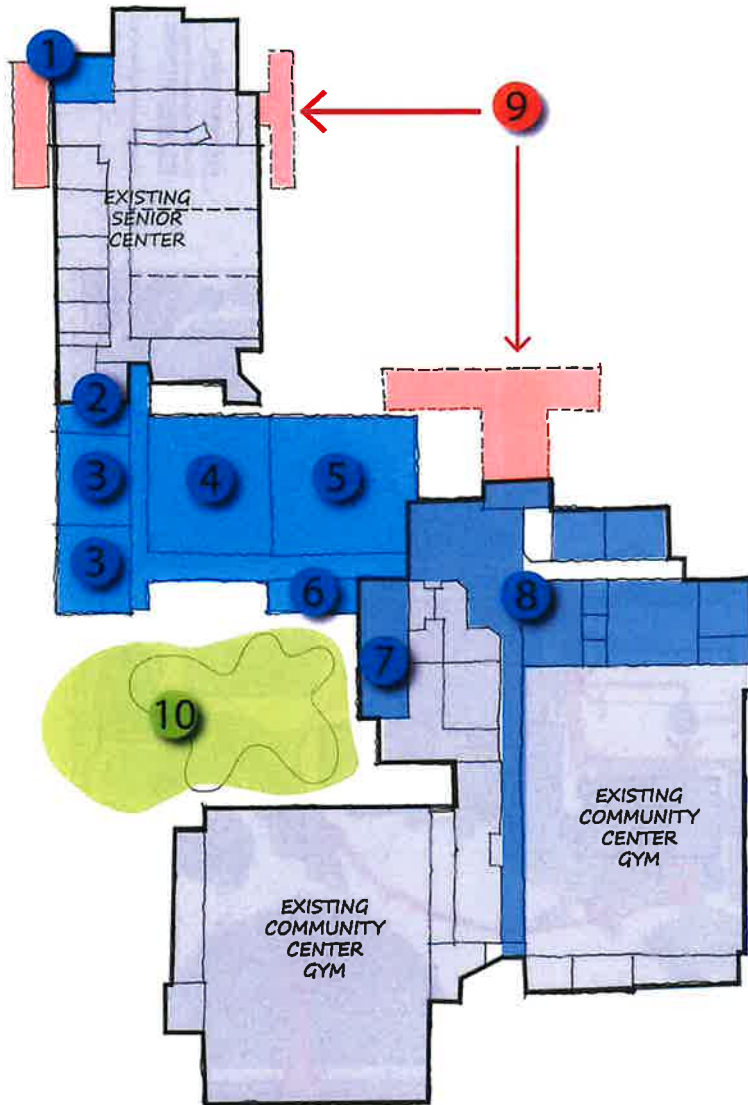 1
9
EXISTING
SENIOR
CENTER
2
3
4
5
3
6
8
7
10
EXISTING
COMMUNITY
CENTER
GYM
EXISTING
COMMUNITY
CENTER
GYM